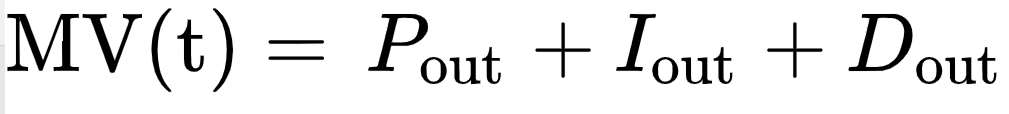 MV(t) = P_out + I_out + D_out